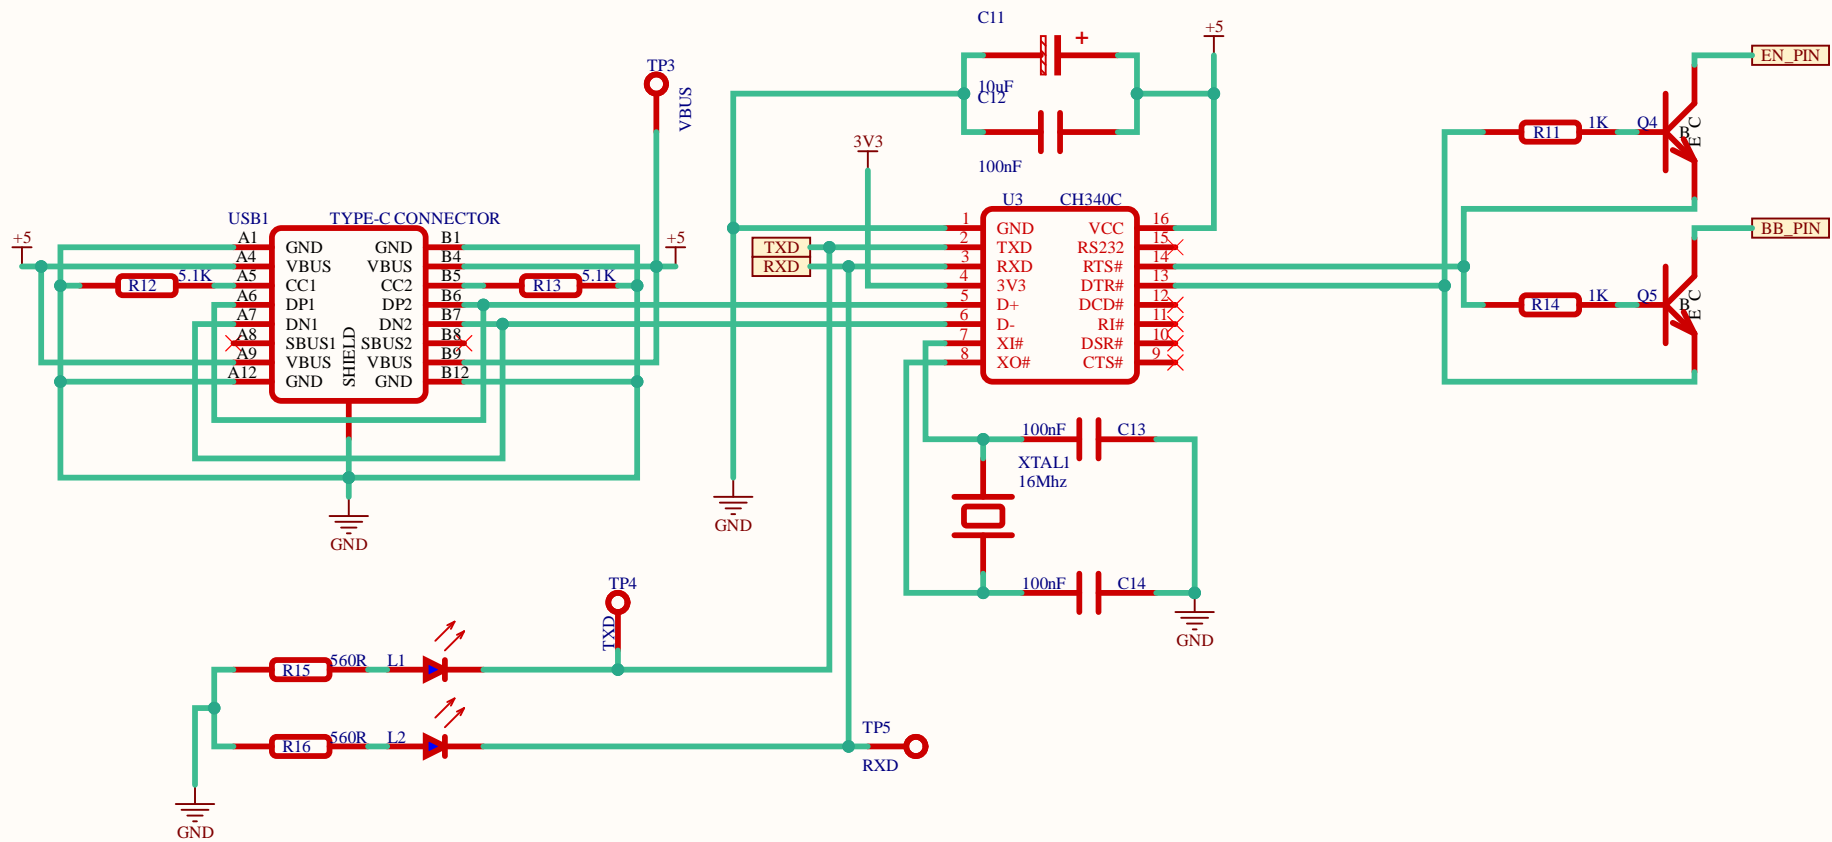 C11
+
10uF
C12
100nF
+5
EN_PIN
TP3
VBUS
3V3
R11
1K
Q4
B
E C
USB1
TYPE-C CONNECTOR
+5
+5
A1 GND GND B1
A4 VBUS VBUS B4
A5 CC1 CC2 B5
A6 DP1 DP2 B6
A7 DN1 DN2 B7
A8 SBUS1 SBUS2 B8
A9 VBUS VBUS B9
A12 GND GND B12
SHIELD
R12
5.1K
R13
5.1K
GND
TXD
RXD
U3
CH340C
1 GND VCC 16
2 TXD RS232 15
3 RXD RTS# 14
4 3V3 DTR# 13
5 D+ DCD# 12
6 D- RI# 11
7 XI# DSR# 10
8 XO# CTS# 9
BB_PIN
R14
1K
Q5
B
E C
GND
100nF
C13
XTAL1
16Mhz
100nF
C14
GND
TP4
TXD
R15
560R
L1
R16
560R
L2
TP5
RXD
GND